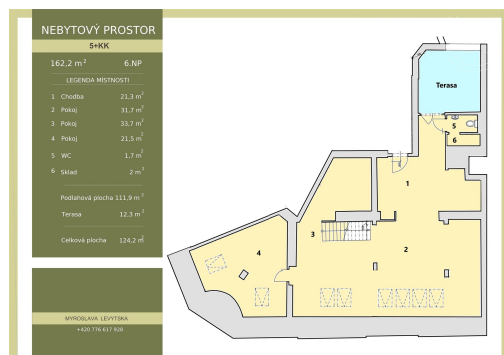 NEBYTOVÝ PROSTOR
5+KK
162,2 m² 6.NP
LEGENDA MÍSTNOSTI
1 Chodba 21,3 m²
2 Pokoj 31,7 m²
3 Pokoj 33,7 m²
4 Pokoj 21,5 m²
5 WC 1,7 m²
6 Sklad 2 m²
Podlahová plocha 111,9 m²
Terasa 12,3 m²
Celková plocha 124,2 m²
MYROSLAVA LEVYTSKA
+420 776 617 928
Terasa
5
6
1
3
2
4